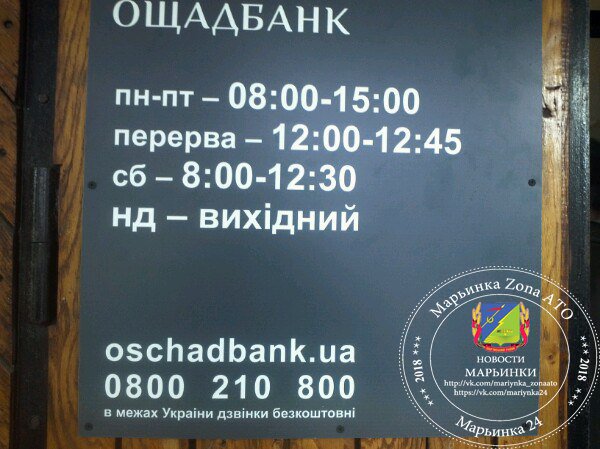 ОЩАДБАНК
пн-пт – 08:00-15:00
перерва – 12:00-12:45
сб – 8:00-12:30
нд – вихідний
oschadbank.ua
0800 210 800
в межах України дзвінки безкоштовні
Марьинка Zona ATO
*** 2018 ***
*** 2018 ***
НОВОСТИ
МАРЬИНКИ
http://vk.com/mariynka_zonaato
https://vk.com/mariynka24
Марьинка 24